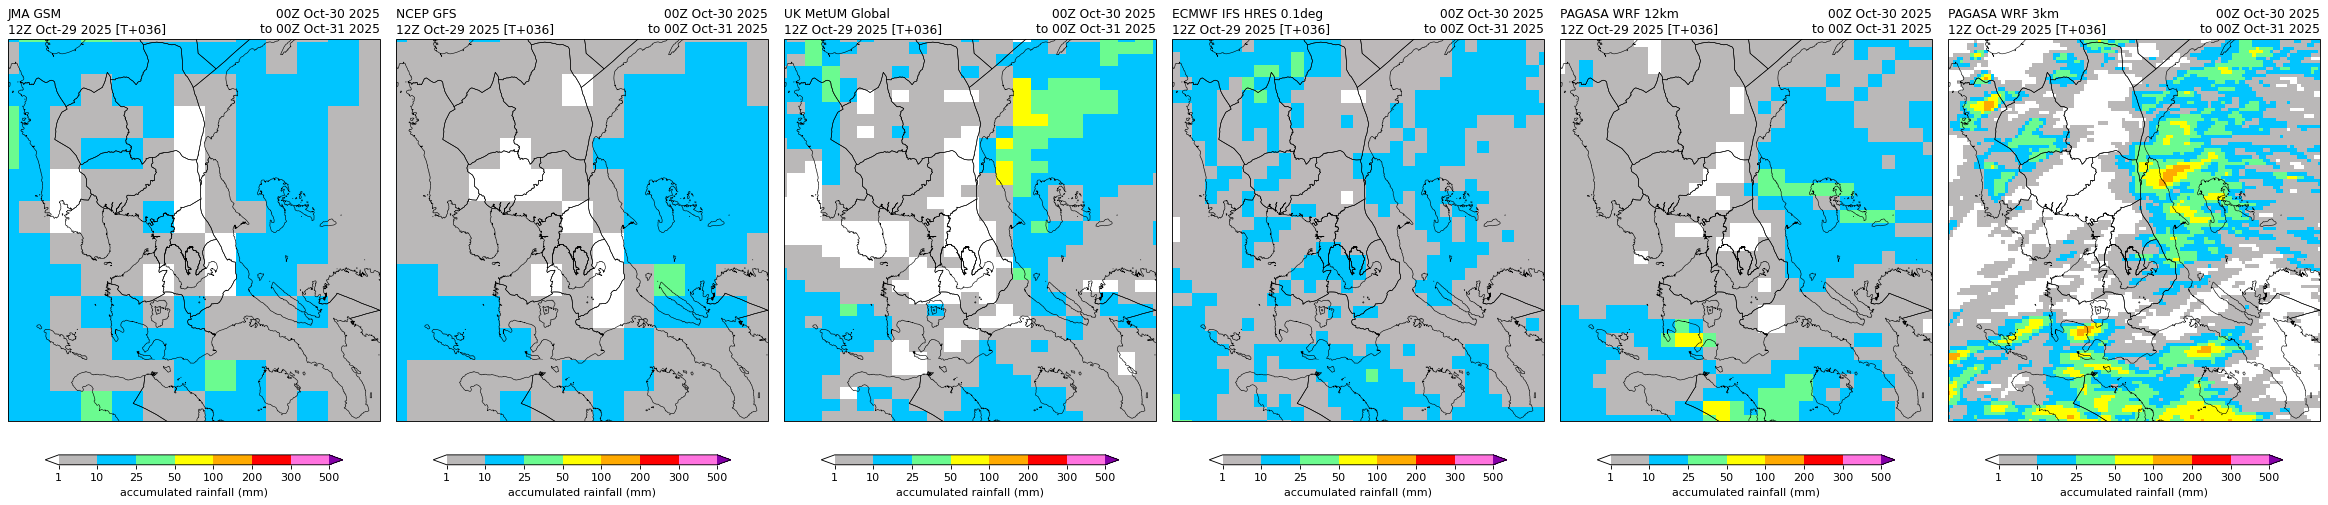 JMA GSM 00Z Oct-30 2025
12Z Oct-29 2025 [T+036] to 00Z Oct-31 2025
1 10 25 50 100 200 300 500
accumulated rainfall (mm)
NCEP GFS 00Z Oct-30 2025
12Z Oct-29 2025 [T+036] to 00Z Oct-31 2025
1 10 25 50 100 200 300 500
accumulated rainfall (mm)
UK MetUM Global 00Z Oct-30 2025
12Z Oct-29 2025 [T+036] to 00Z Oct-31 2025
1 10 25 50 100 200 300 500
accumulated rainfall (mm)
ECMWF IFS HRES 0.1deg 00Z Oct-30 2025
12Z Oct-29 2025 [T+036] to 00Z Oct-31 2025
1 10 25 50 100 200 300 500
accumulated rainfall (mm)
PAGASA WRF 12km 00Z Oct-30 2025
12Z Oct-29 2025 [T+036] to 00Z Oct-31 2025
1 10 25 50 100 200 300 500
accumulated rainfall (mm)
PAGASA WRF 3km 00Z Oct-30 2025
12Z Oct-29 2025 [T+036] to 00Z Oct-31 2025
1 10 25 50 100 200 300 500
accumulated rainfall (mm)